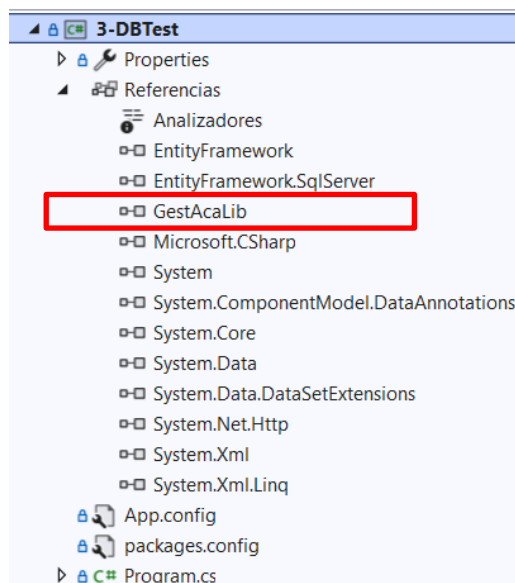 C# 3-DBTest
Properties
Referencias
Analizadores
EntityFramework
EntityFramework.SqlServer
GestAcaLib
Microsoft.CSharp
System
System.ComponentModel.DataAnnotations
System.Core
System.Data
System.Data.DataSetExtensions
System.Net.Http
System.Xml
System.Xml.Linq
App.config
packages.config
C# Program.cs